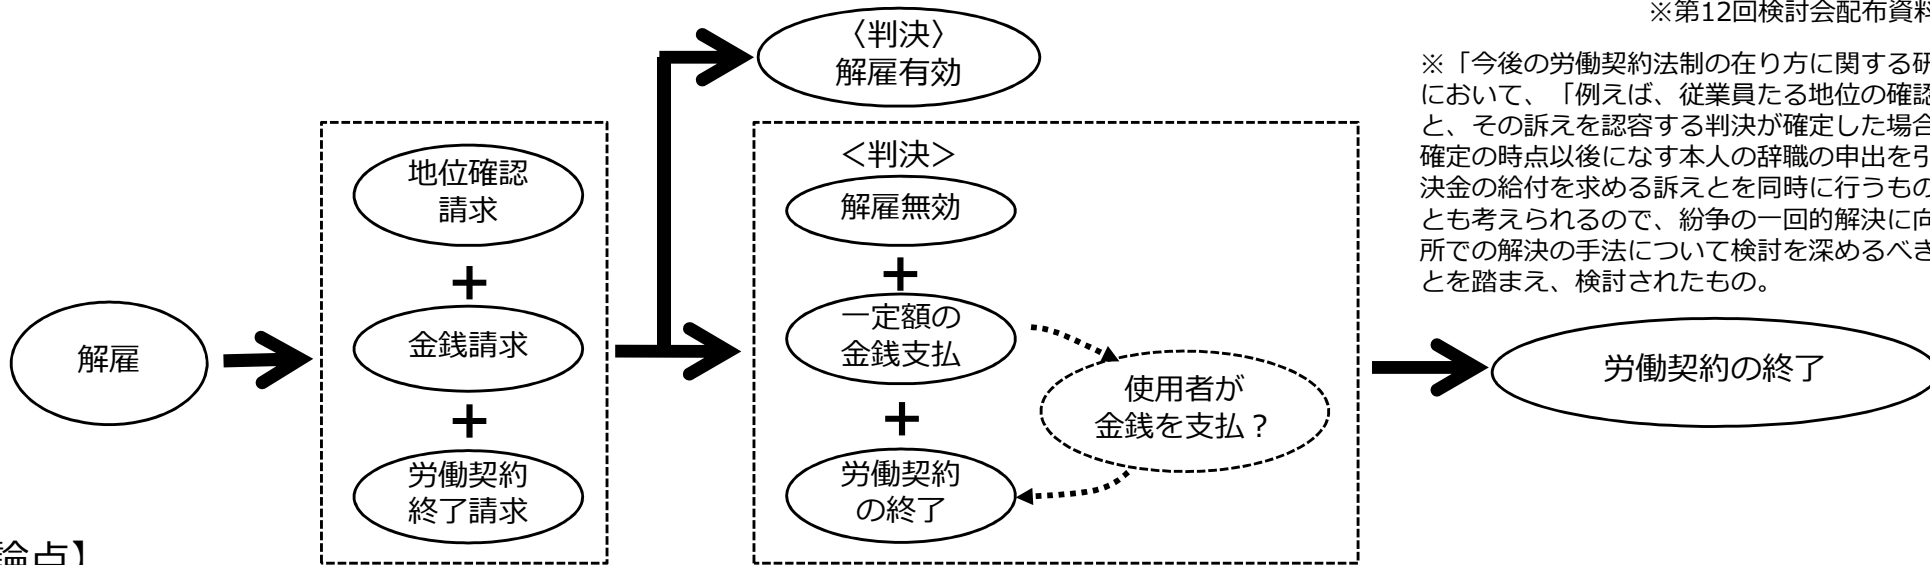 ※第12回検討会配布資料
※「今後の労働契約法制の在り方に関する研
において、「例えば、従業員たる地位の確認
と、その訴えを認容する判決が確定した場合
確定の時点以後になす本人の辞職の申出を引
決金の給付を求める訴えとを同時に行うもの
とも考えられるので、紛争の一回的解決に向
所での解決の手法について検討を深めるべき
とを踏まえ、検討されたもの。
解雇
地位確認
請求
+
金銭請求
+
労働契約
終了請求
〈判決〉
解雇有効
<判決>
解雇無効
+
一定額の
金銭支払
+
労働契約
の終了
使用者が
金銭を支払？
労働契約の終了
論点】